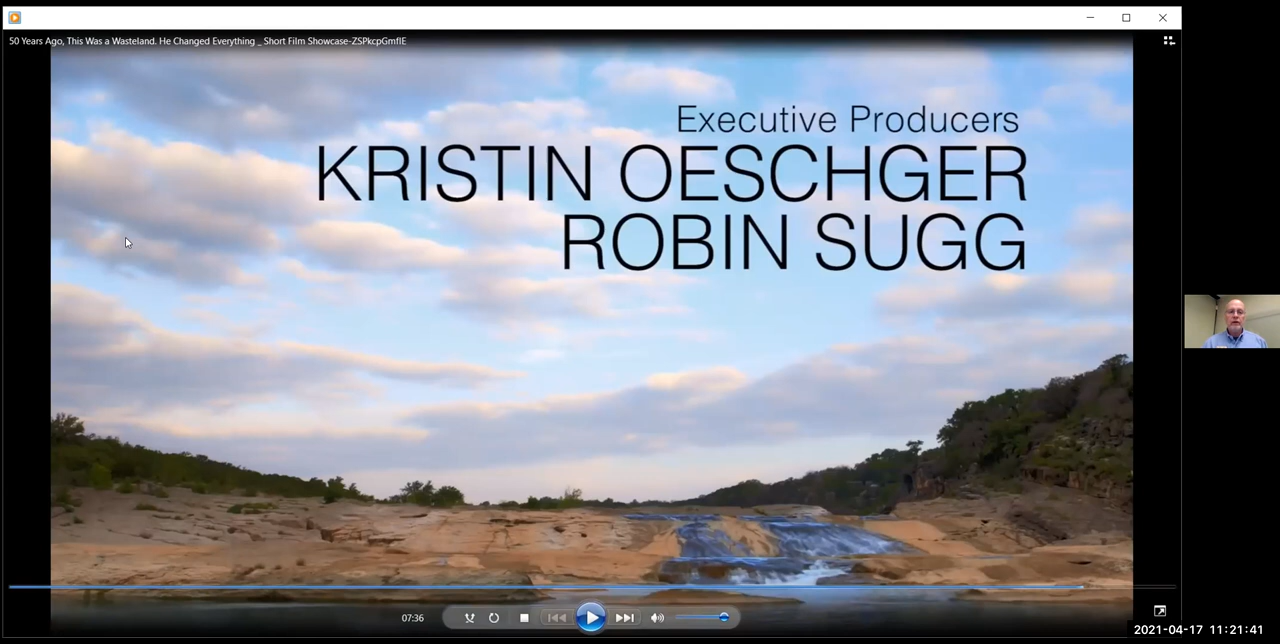 50 Years Ago, This Was a Wasteland. He Changed Everything _ Short Film Showcase-ZSPkcpGmfIE
Executive Producers
KRISTIN OESCHGER
ROBIN SUGG
07:36
2021-04-17 11:21:41